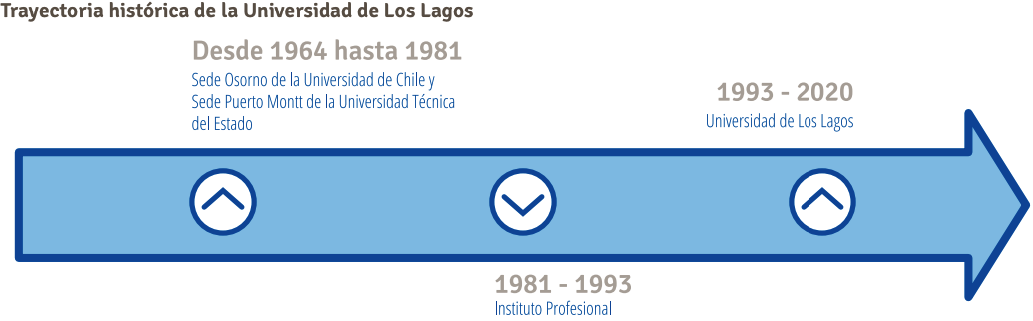 Trayectoria histórica de la Universidad de Los Lagos
Desde 1964 hasta 1981
Sede Osorno de la Universidad de Chile y
Sede Puerto Montt de la Universidad Técnica
del Estado
1993 - 2020
Universidad de Los Lagos
1981 - 1993
Instituto Profesional